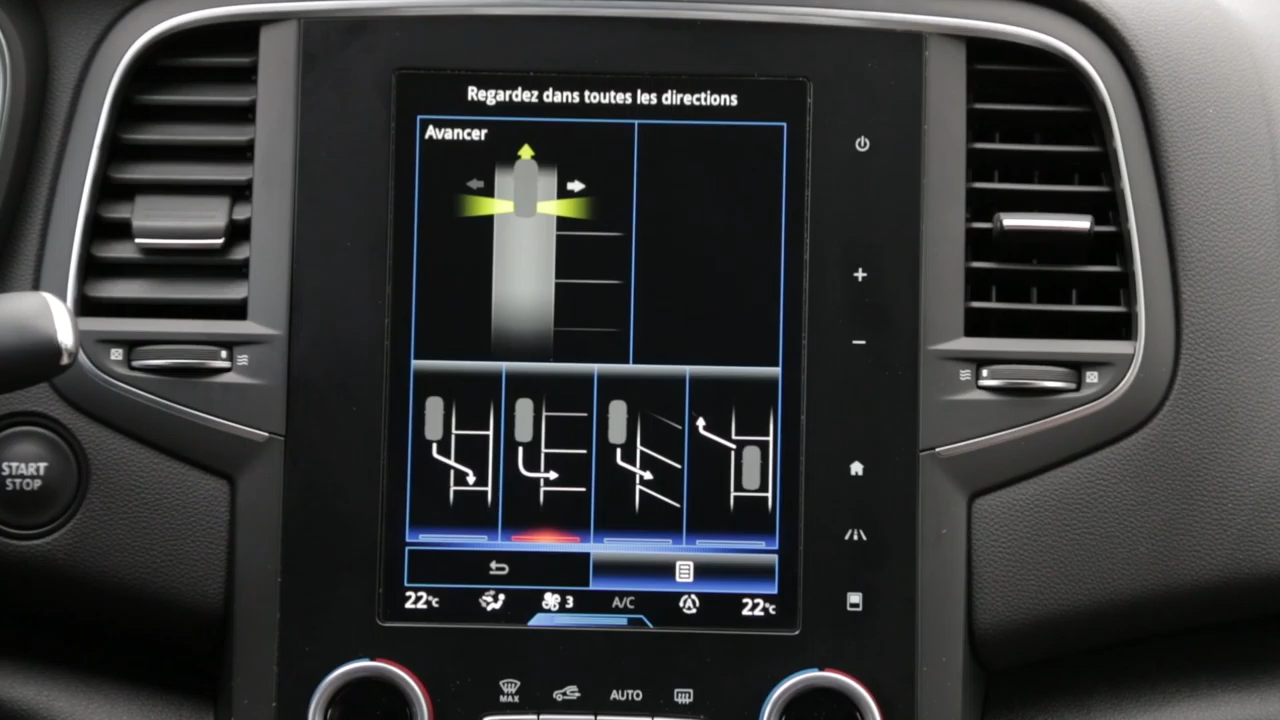 Regardez dans toutes les directions
Avancer
START
STOP
22°C
3
A/C
A
22°C
MAX
AUTO